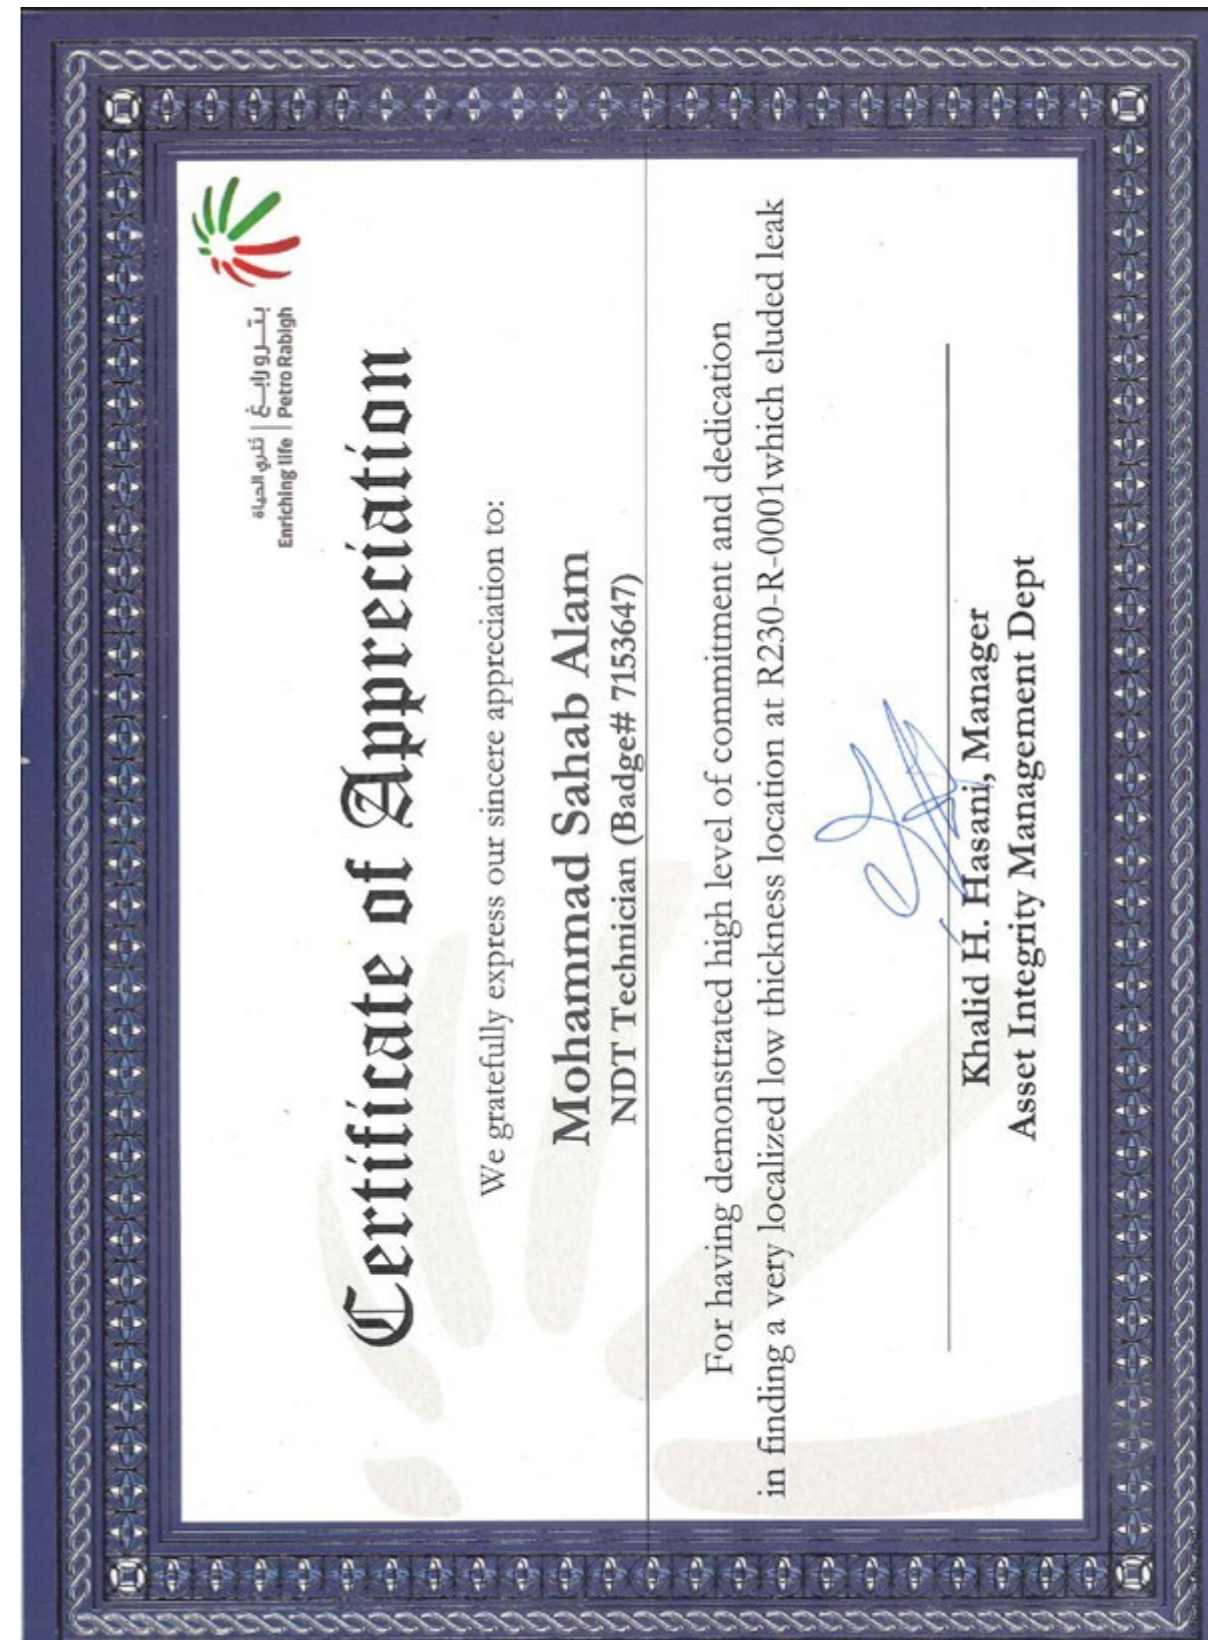 بتـــرو رابــغ | تثري الحياة
Enriching life | Petro Rabigh
Certificate of Appreciation
We gratefully express our sincere appreciation to:
Mohammad Sahab Alam
NDT Technician (Badge# 7153647)
For having demonstrated high level of commitment and dedication
in finding a very localized low thickness location at R230-R-0001which eluded leak
Khalid H. Hasani, Manager
Asset Integrity Management Dept